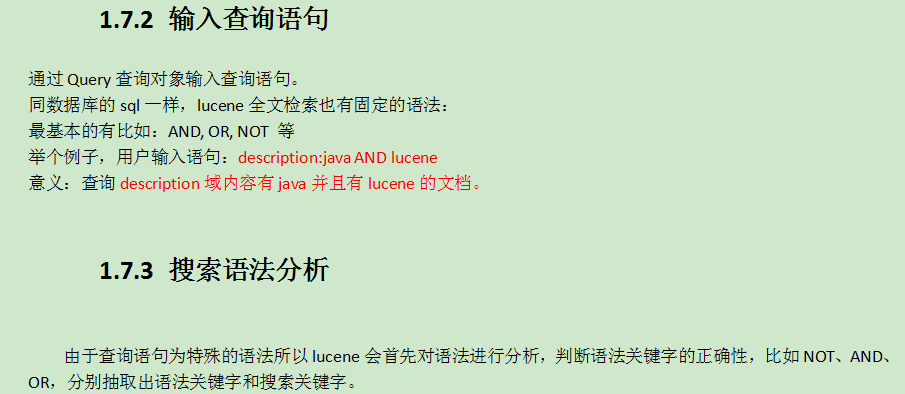 1.7.2 输入查询语句
通过 Query 查询对象输入查询语句。
同数据库的 sql 一样，lucene 全文检索也有固定的语法：
最基本的有比如：AND, OR, NOT 等
举个例子，用户输入语句：description:java AND lucene
意义：查询 description 域内容有 java 并且有 lucene 的文档。
1.7.3 搜索语法分析
由于查询语句为特殊的语法所以 lucene 会首先对语法进行分析，判断语法关键字的正确性，比如 NOT、AND、
OR，分别抽取出语法关键字和搜索关键字。